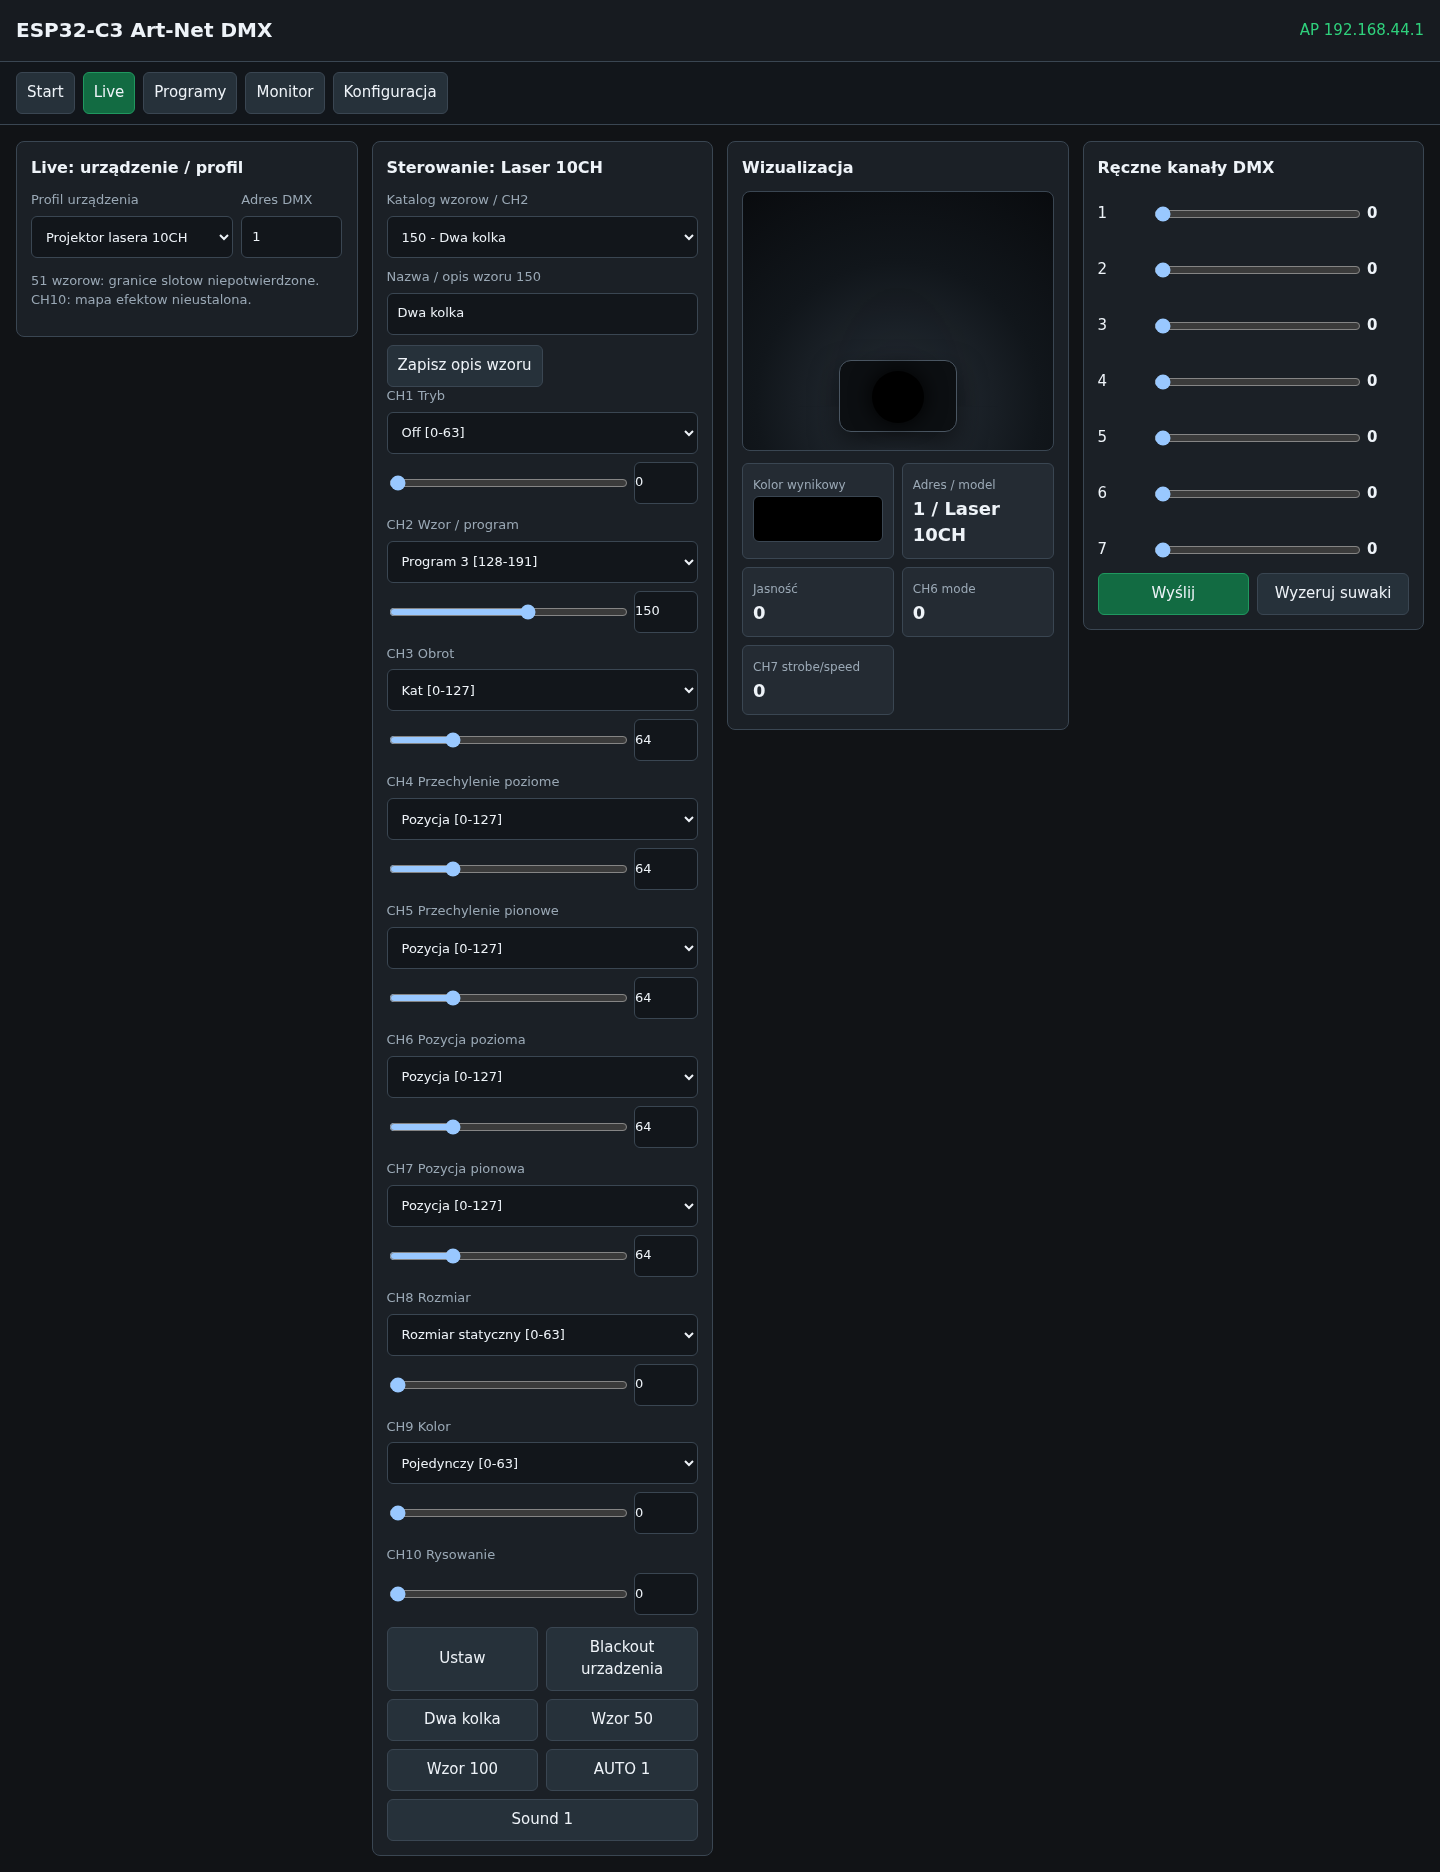 ESP32-C3 Art-Net DMX
AP 192.168.44.1
Start
Live
Programy
Monitor
Konfiguracja
Live: urządzenie / profil
Profil urządzenia
Adres DMX
Projektor lasera 10CH
1
51 wzorow: granice slotow niepotwierdzone.
CH10: mapa efektow nieustalona.
Sterowanie: Laser 10CH
Katalog wzorow / CH2
150 - Dwa kolka
Nazwa / opis wzoru 150
Dwa kolka
Zapisz opis wzoru
CH1 Tryb
Off [0-63]
0
CH2 Wzor / program
Program 3 [128-191]
150
CH3 Obrot
Kat [0-127]
64
CH4 Przechylenie poziome
Pozycja [0-127]
64
CH5 Przechylenie pionowe
Pozycja [0-127]
64
CH6 Pozycja pozioma
Pozycja [0-127]
64
CH7 Pozycja pionowa
Pozycja [0-127]
64
CH8 Rozmiar
Rozmiar statyczny [0-63]
0
CH9 Kolor
Pojedynczy [0-63]
0
CH10 Rysowanie
0
Ustaw
Blackout
urzadzenia
Dwa kolka
Wzor 50
Wzor 100
AUTO 1
Sound 1
Wizualizacja
Kolor wynikowy
Adres / model
1 / Laser
10CH
Jasność
0
CH6 mode
0
CH7 strobe/speed
0
Ręczne kanały DMX
1
0
2
0
3
0
4
0
5
0
6
0
7
0
Wyślij
Wyzeruj suwaki